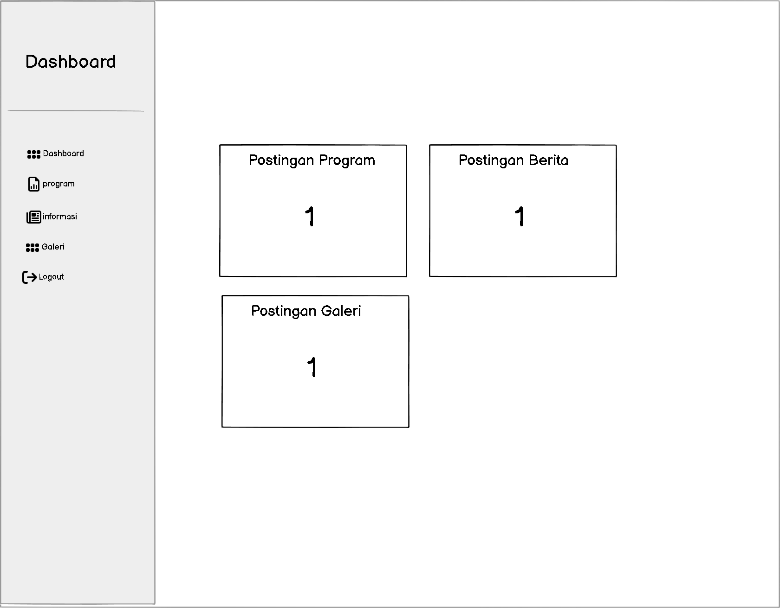 Dashboard
Dashboard
program
informasi
Galeri
Logout
Postingan Program
1
Postingan Berita
1
Postingan Galeri
1